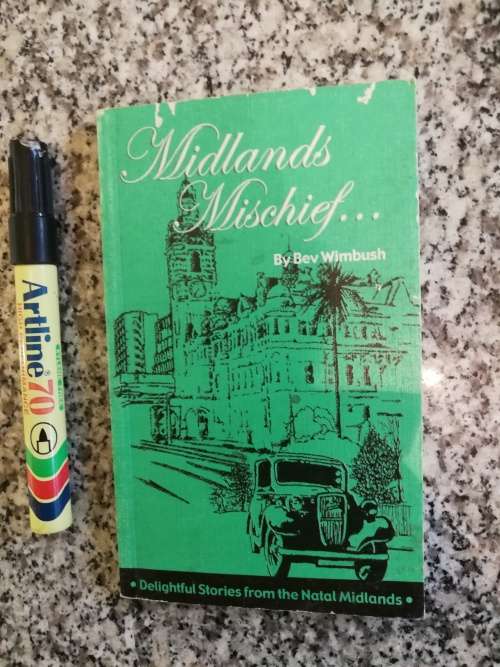 Midlands
Mischief...
By Bev Wimbush
• Delightful Stories from the Natal Midlands •
Artline® 70